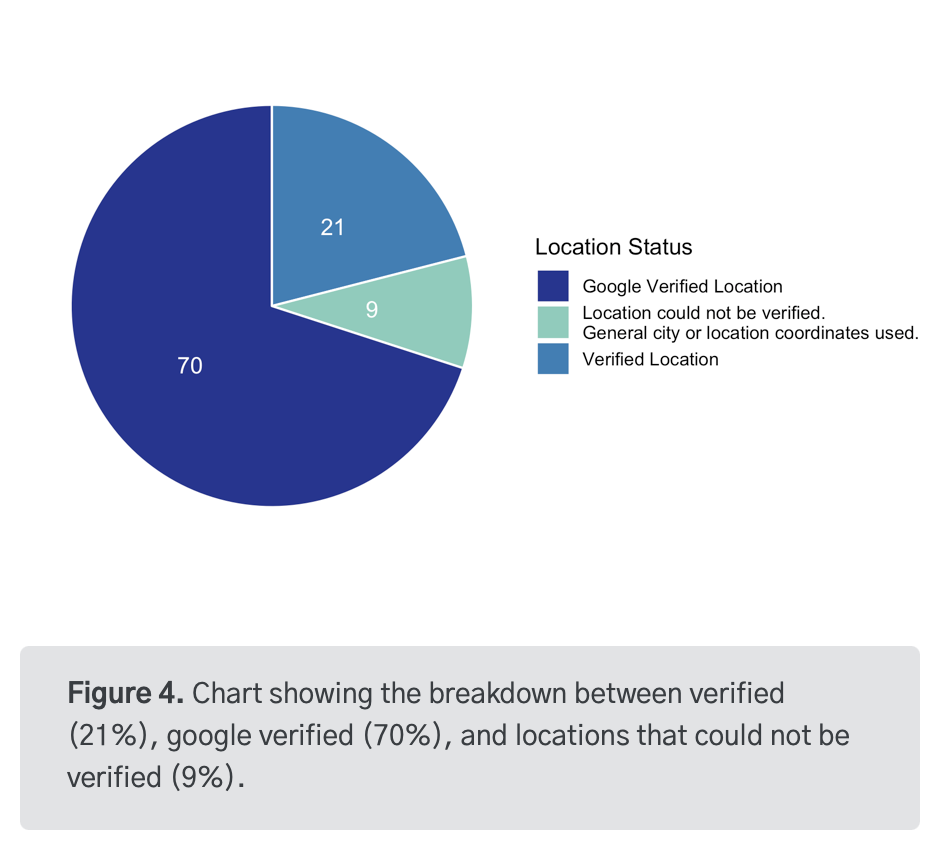 21
9
70
Location Status
Google Verified Location
Location could not be verified.
General city or location coordinates used.
Verified Location
Figure 4. Chart showing the breakdown between verified
(21%), google verified (70%), and locations that could not be
verified (9%).